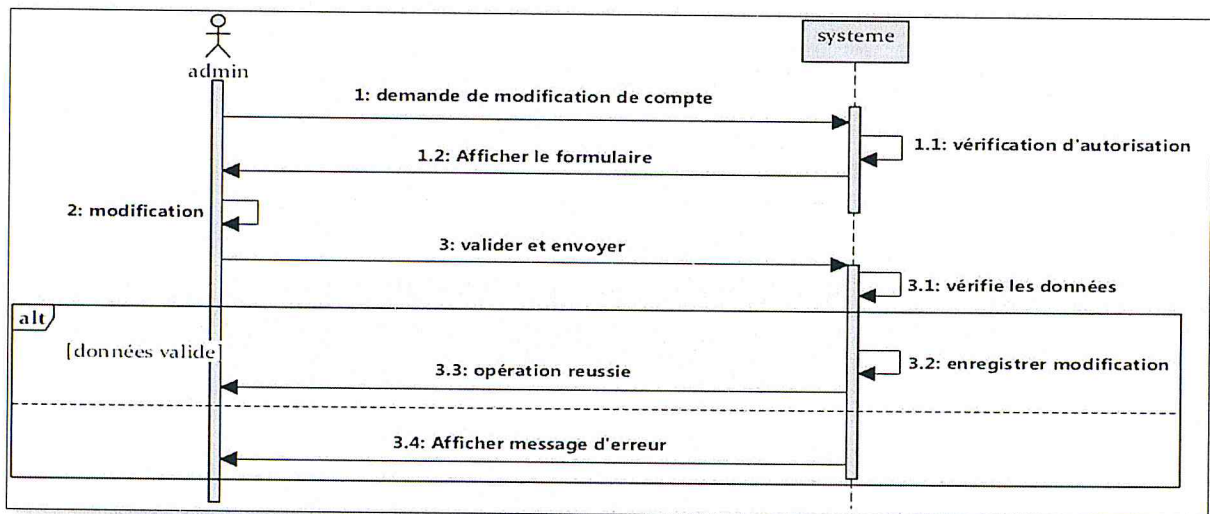 systeme
admin
1: demande de modification de compte
1.1: vérification d'autorisation
1.2: Afficher le formulaire
2: modification
3: valider et envoyer
3.1: vérifie les données
alt
[données valide]
3.2: enregistrer modification
3.3: opération reussie
3.4: Afficher message d'erreur